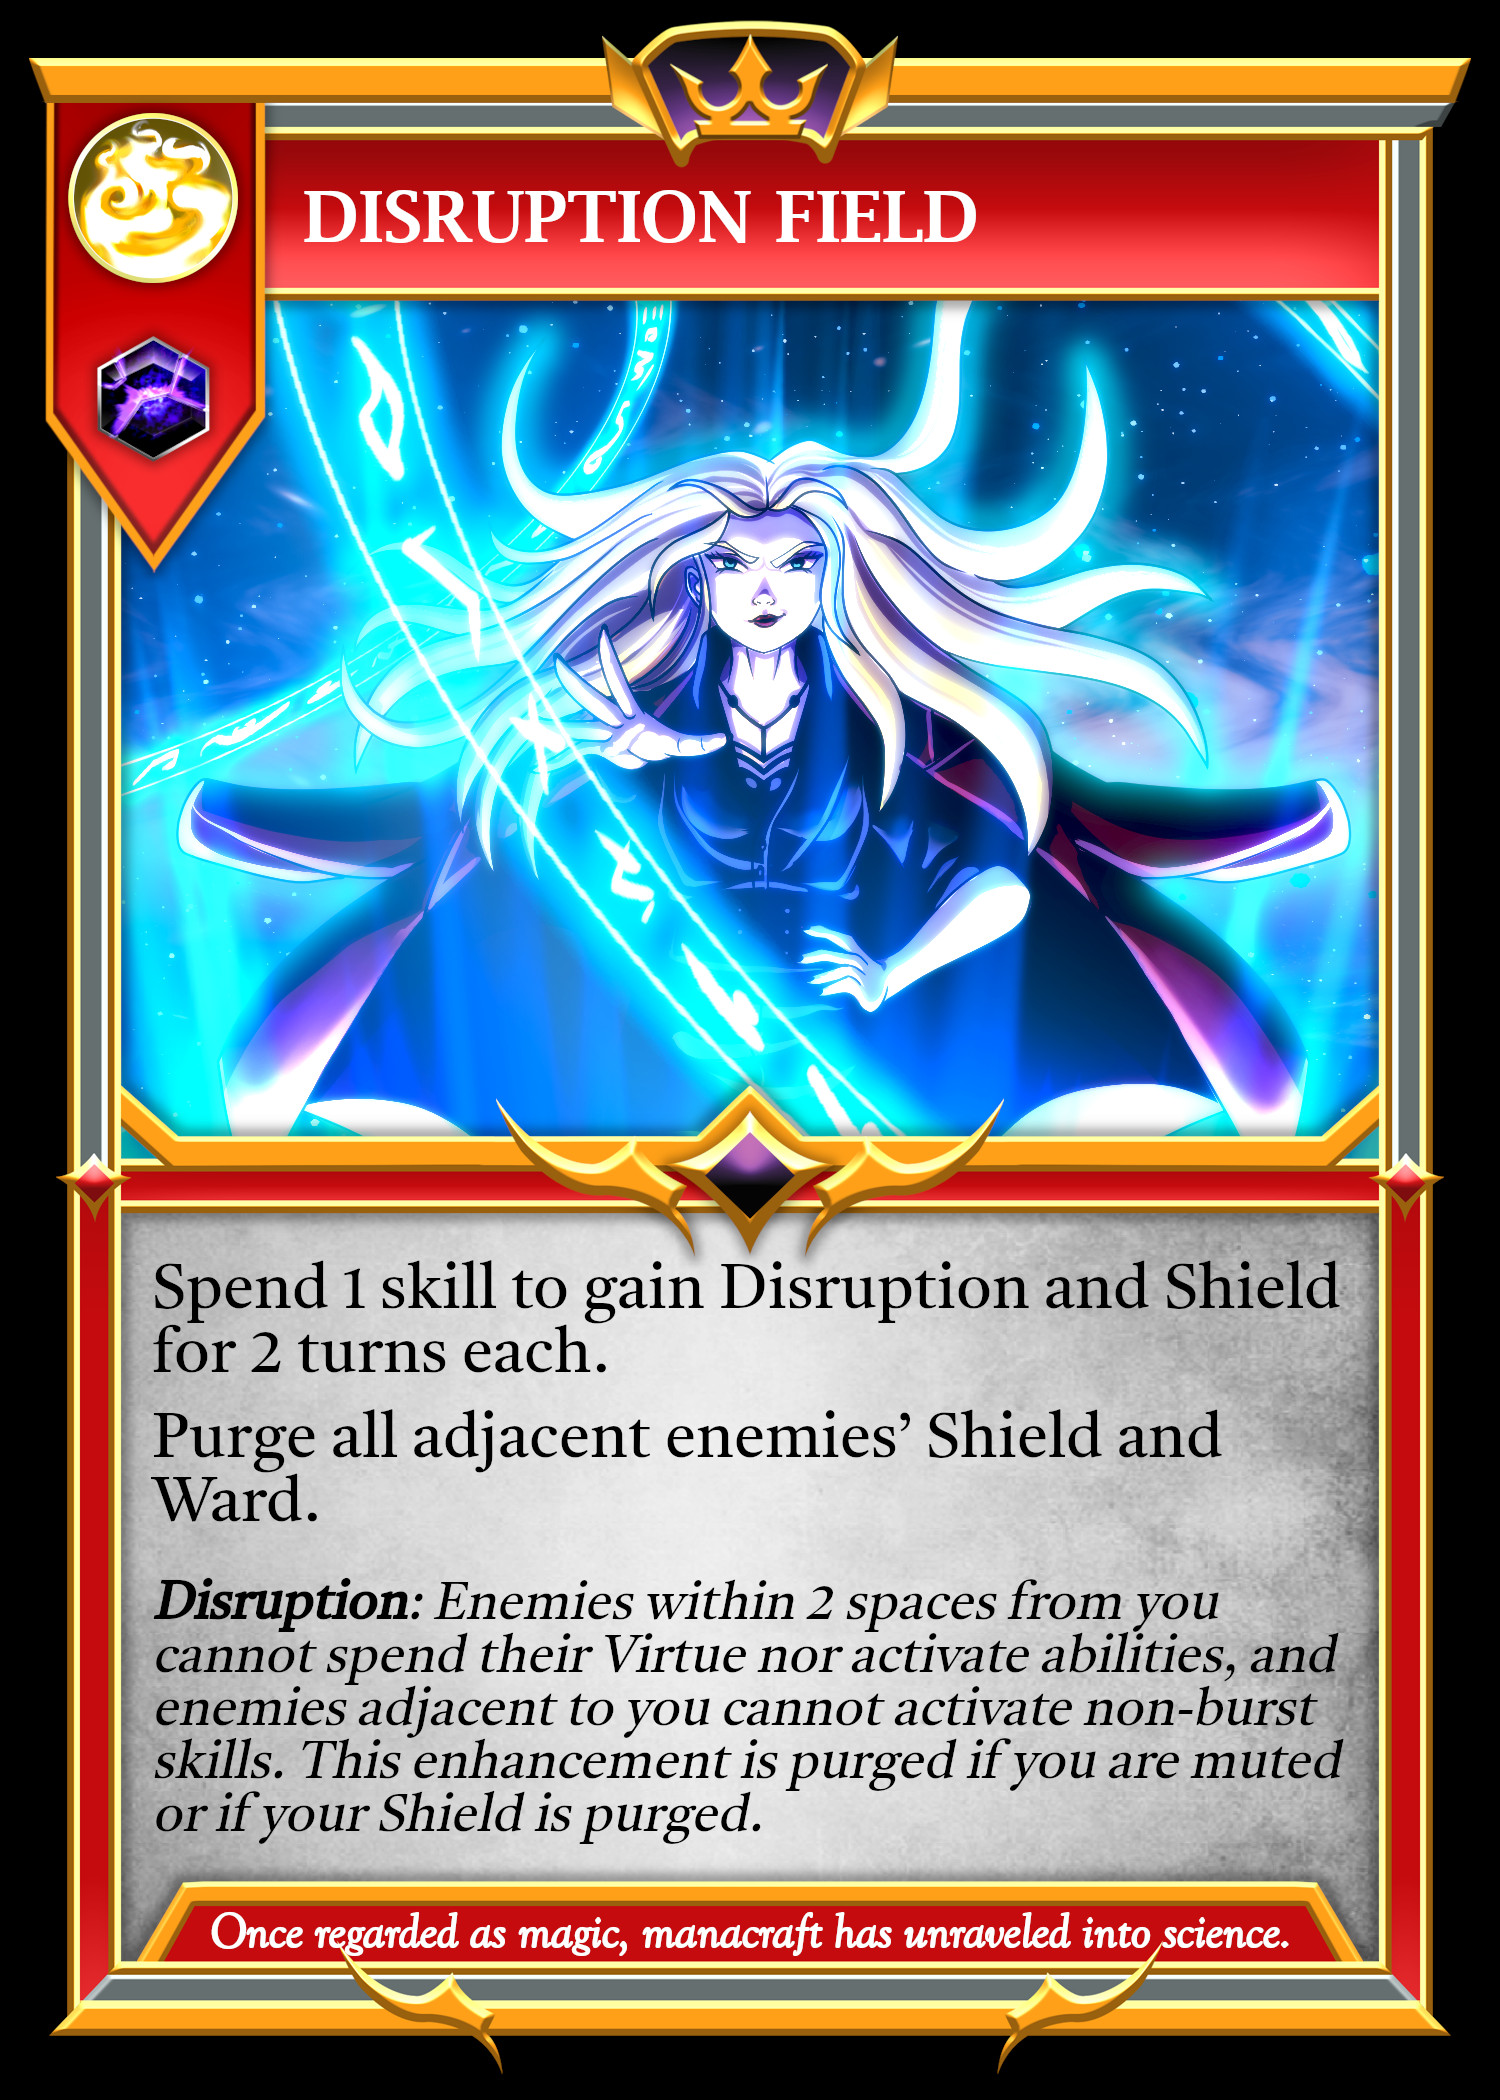 DISRUPTION FIELD
Spend 1 skill to gain Disruption and Shield
for 2 turns each.
Purge all adjacent enemies’ Shield and
Ward.
Disruption: Enemies within 2 spaces from you
cannot spend their Virtue nor activate abilities, and
enemies adjacent to you cannot activate non-burst
skills. This enhancement is purged if you are muted
or if your Shield is purged.
Once regarded as magic, manacraft has unraveled into science.